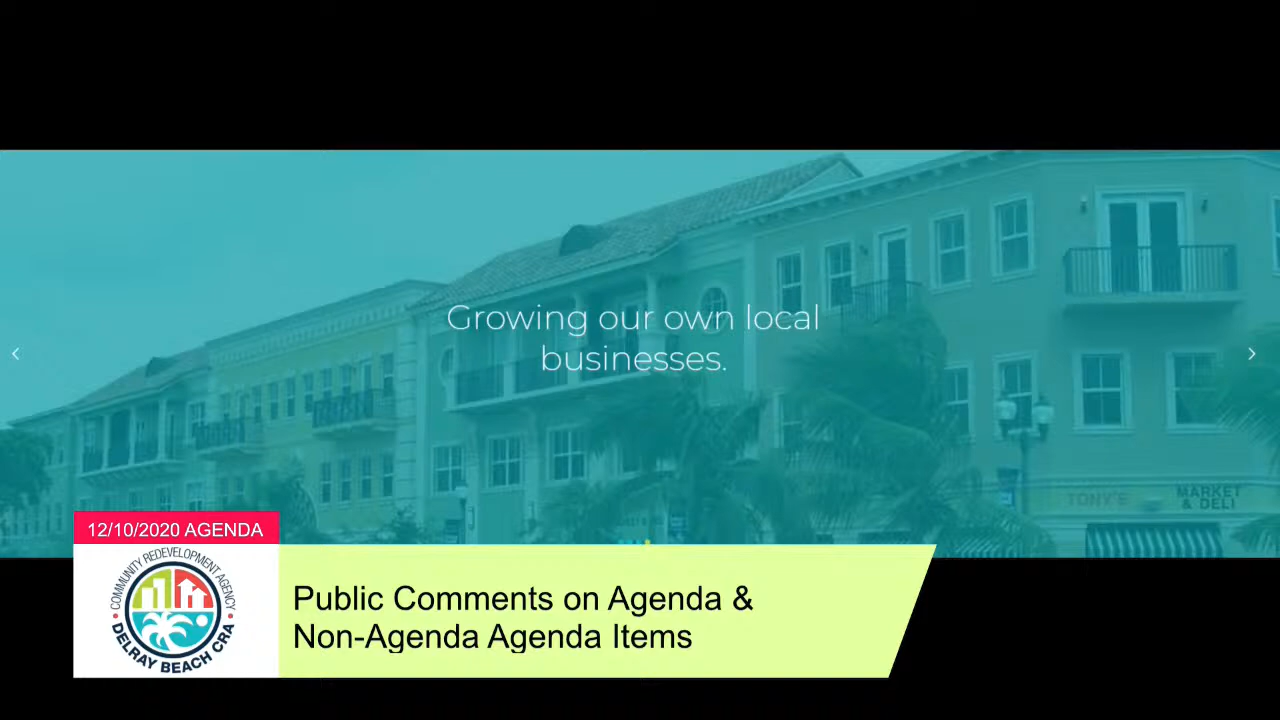 Growing our own local
businesses.
TONY'S
MARKET
& DELI
12/10/2020 AGENDA
COMMUNITY REDEVELOPMENT AGENCY
DELRAY BEACH CRA
Public Comments on Agenda &
Non-Agenda Agenda Items